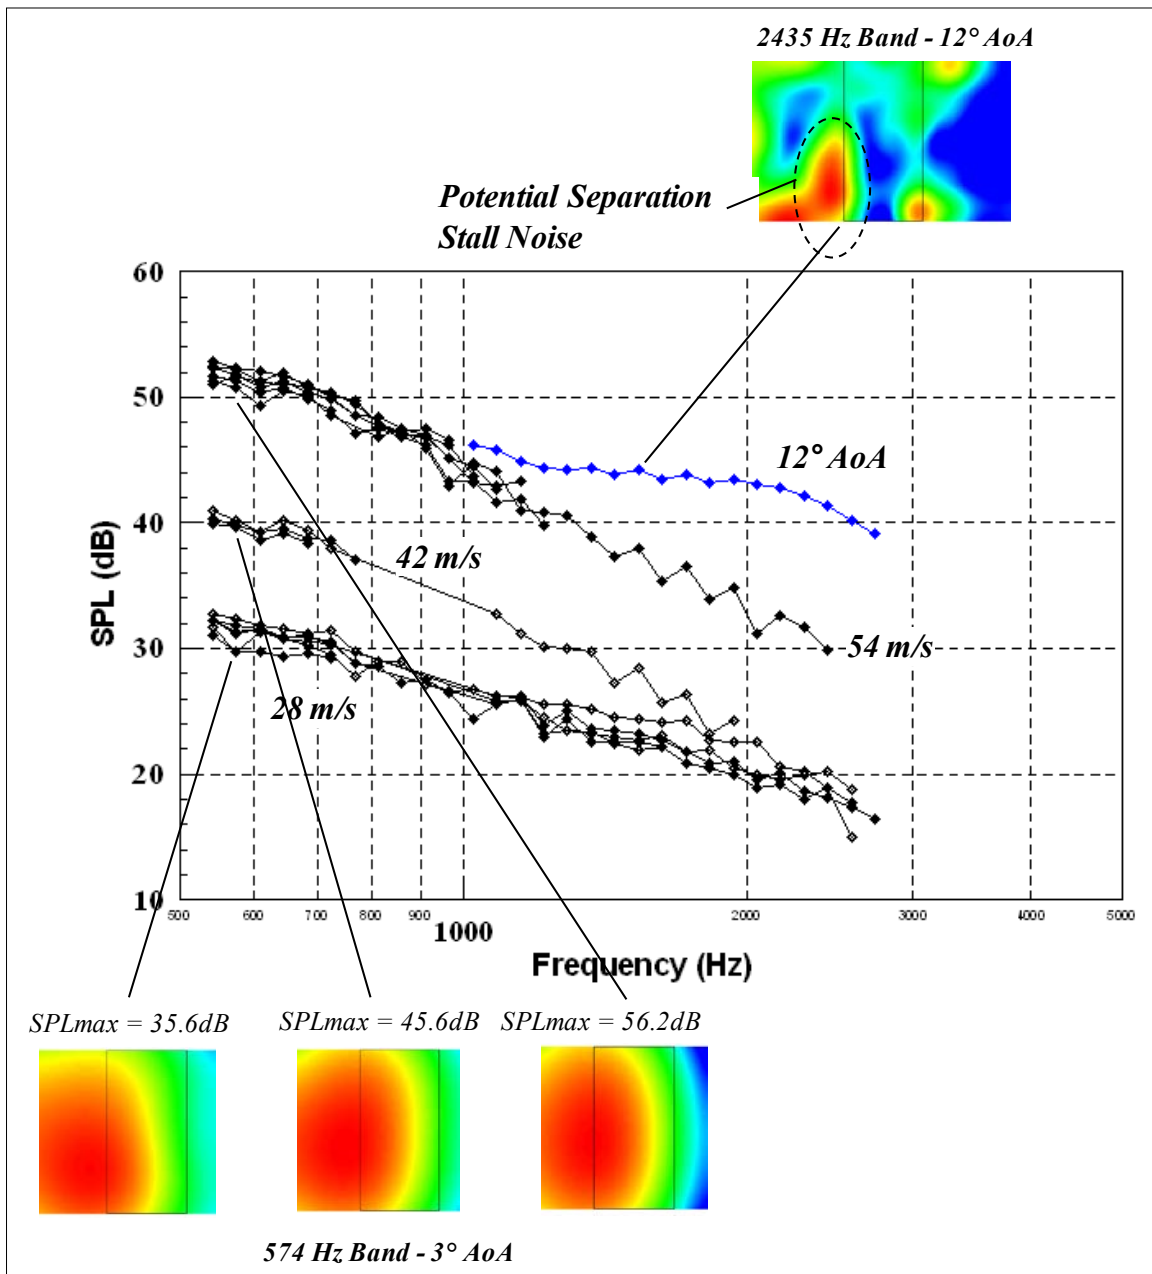 2435 Hz Band - 12° AoA
Potential Separation
Stall Noise
60
50
40
30
20
10
SPL (dB)
12° AoA
42 m/s
54 m/s
28 m/s
500
600
700
800
900
1000
2000
3000
4000
5000
Frequency (Hz)
SPLmax = 35.6dB
SPLmax = 45.6dB
SPLmax = 56.2dB
574 Hz Band - 3° AoA